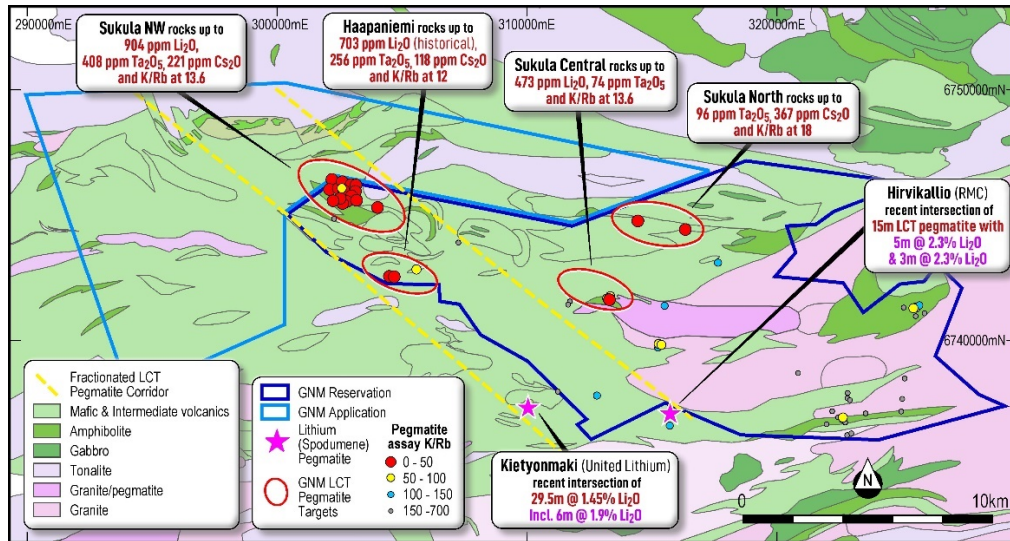 290000mE
300000mE
310000mE
320000mE
Sukula NW rocks up to
904 ppm Li2O,
408 ppm Ta2O5, 221 ppm Cs2O
and K/Rb at 13.6
Haapaniemi rocks up to
703 ppm Li2O (historical),
256 ppm Ta2O5, 118 ppm Cs2O
and K/Rb at 12
Sukula Central rocks up to
473 ppm Li2O, 74 ppm Ta2O5
and K/Rb at 13.6
Sukula North rocks up to
96 ppm Ta2O5, 367 ppm Cs2O
and K/Rb at 18
6750000mN
Hirvikallio (RMC)
recent intersection of
15m LCT pegmatite with
5m @ 2.3% Li2O
& 3m @ 2.3% Li2O
6740000mN
Fractionated LCT
Pegmatite Corridor
Mafic & Intermediate volcanics
Amphibolite
Gabbro
Tonalite
Granite/pegmatite
Granite
GNM Reservation
GNM Application
Lithium
(Spodumene)
Pegmatite
GNM LCT
Pegmatite
Targets
Pegmatite
assay K/Rb
0 - 50
50 - 100
100 - 150
150 -700
Kietyonmaki (United Lithium)
recent intersection of
29.5m @ 1.45% Li2O
Incl. 6m @ 1.9% Li2O
N
0
10km